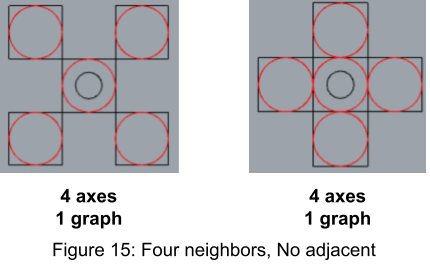 4 axes
1 graph
4 axes
1 graph
Figure 15: Four neighbors, No adjacent